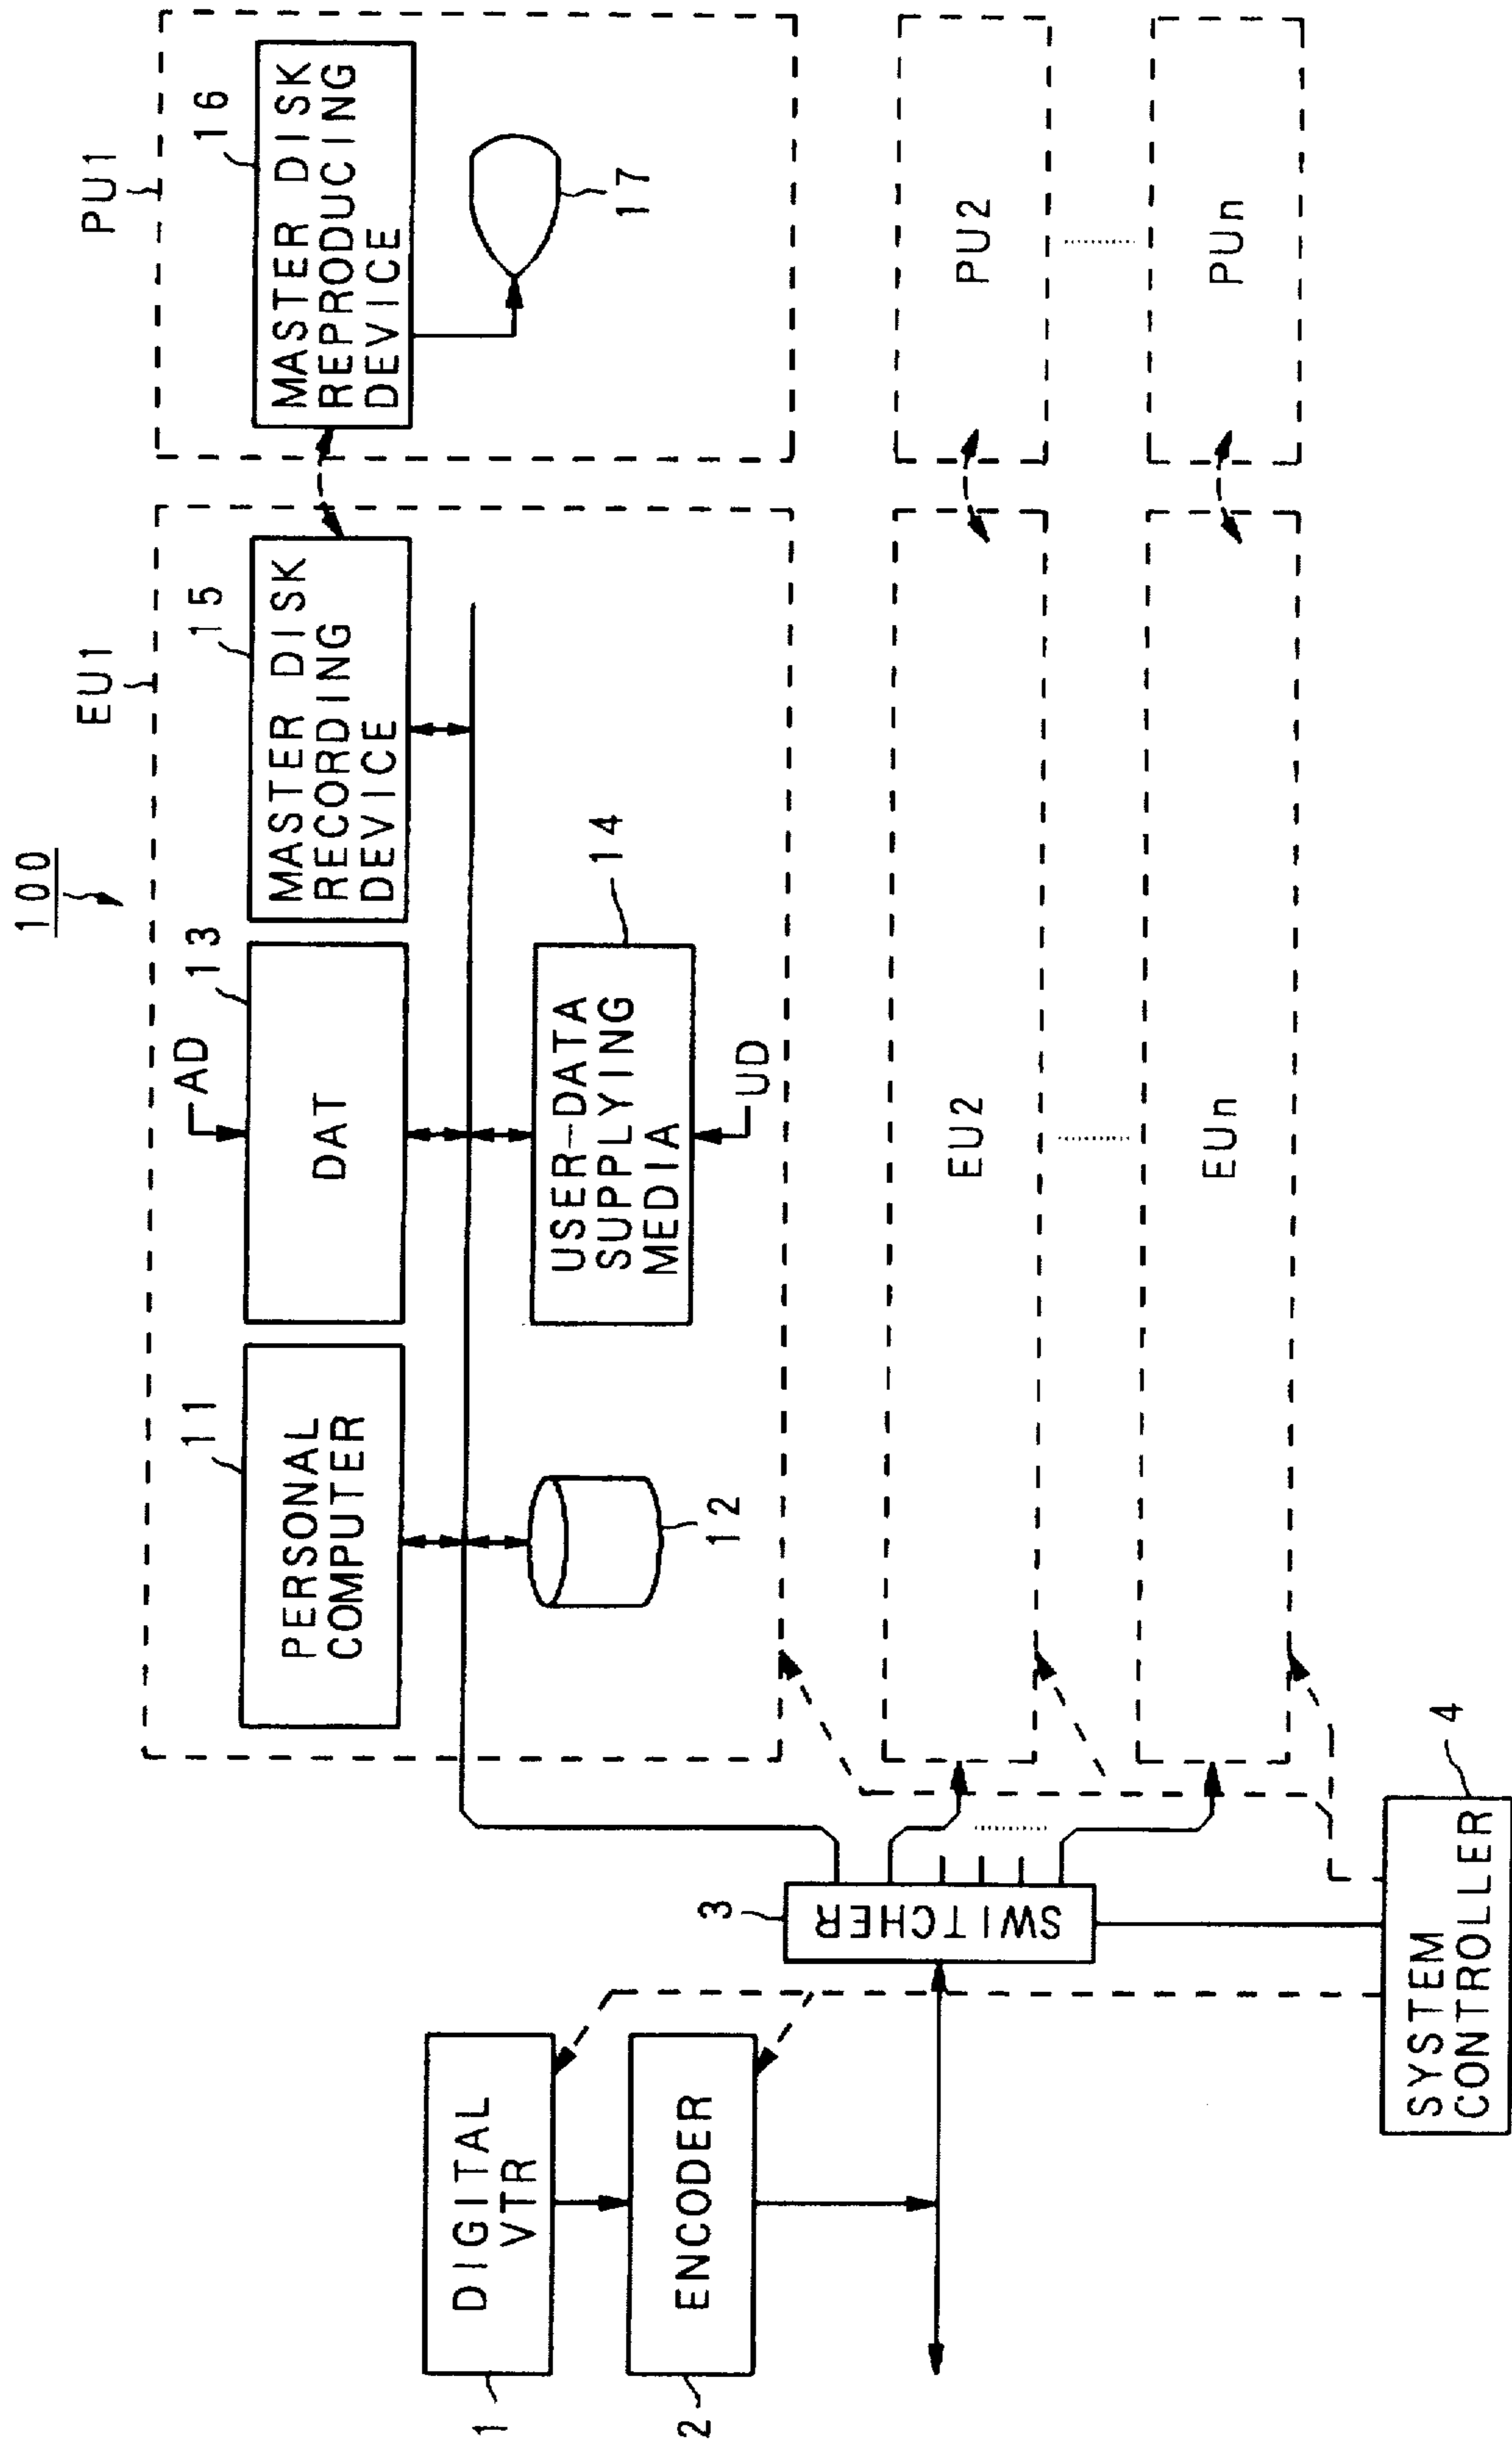 100
EU1
PU1
11
PERSONAL
COMPUTER
AD
13
DAT
15
MASTER DISK
RECORDING
DEVICE
16
MASTER DISK
REPRODUCING
DEVICE
17
12
USER-DATA
SUPPLYING
MEDIA
14
UD
1
DIGITAL
VTR
2
ENCODER
3
SWITCHER
EU2
PU2
EUn
PUn
4
SYSTEM
CONTROLLER